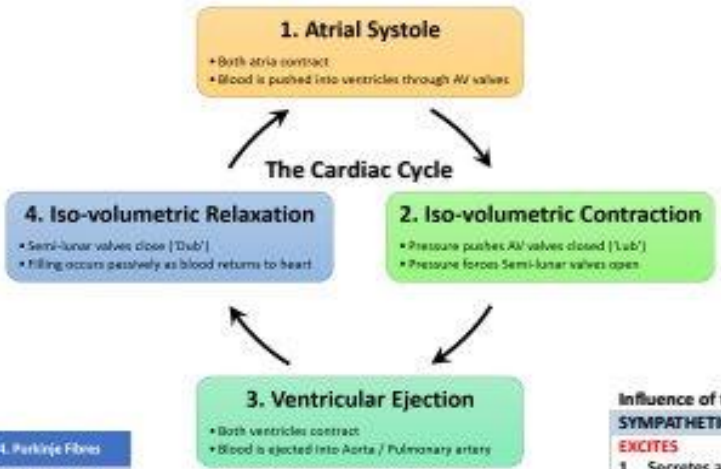 1. Atrial Systole
• Both atria contract
• Blood is pushed into ventricles through AV valves
The Cardiac Cycle
4. Iso-volumetric Relaxation
• Semi-lunar valves close ('Dub')
• Filling occurs passively as blood returns to heart
2. Iso-volumetric Contraction
• Pressure pushes AV valves closed ('Lub')
• Pressure forces Semi-lunar valves open
3. Ventricular Ejection
• Both ventricles contract
• Blood is ejected into Aorta / Pulmonary artery
4. Purkinje Fibres
Influence of
SYMPATHETI
EXCITES
1. Secretes